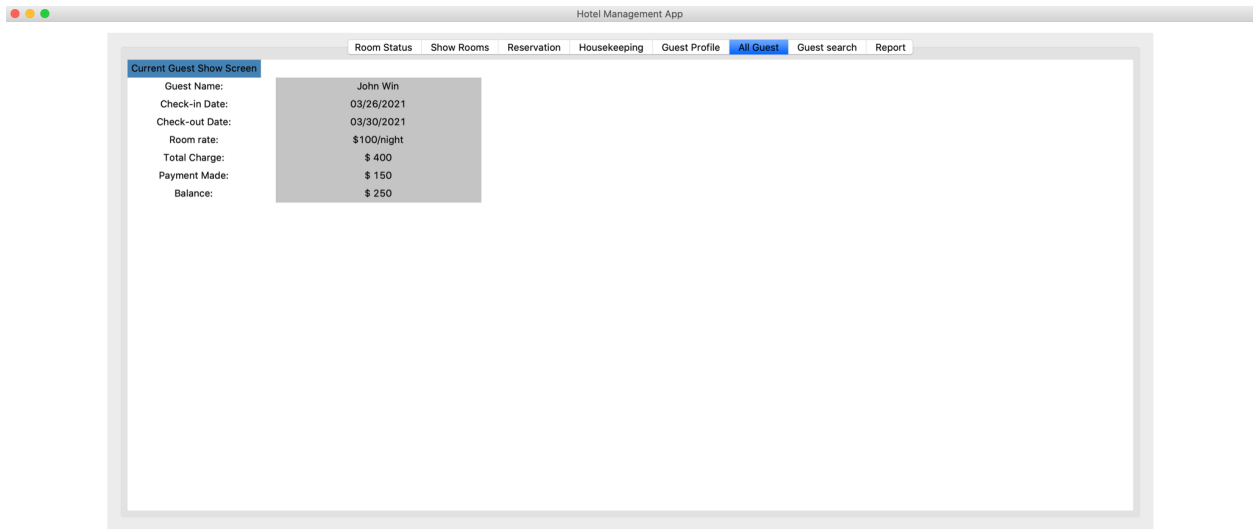 Hotel Management App
Room Status Show Rooms Reservation Housekeeping Guest Profile All Guest Guest search Report
Current Guest Show Screen
Guest Name: John Win
Check-in Date: 03/26/2021
Check-out Date: 03/30/2021
Room rate: $100/night
Total Charge: $ 400
Payment Made: $ 150
Balance: $ 250